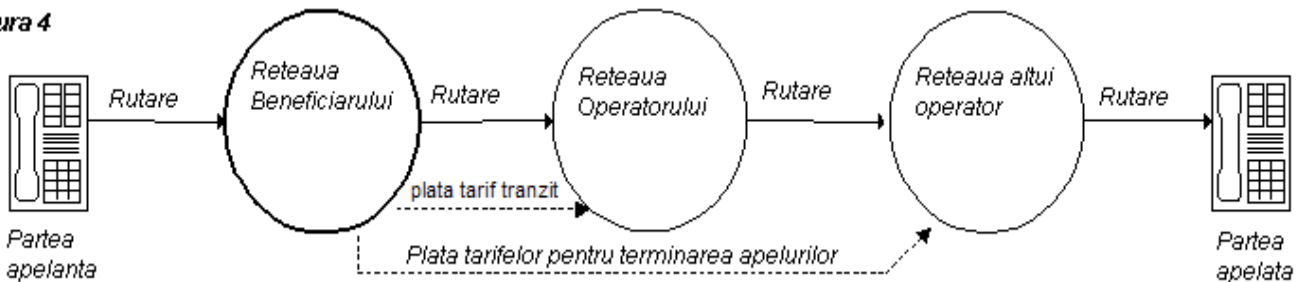 ura 4
Reteaua
Beneficiarului
Reteaua
Operatorului
Reteaua altui
operator
Rutare
Rutare
Rutare
Rutare
plata tarif tranzit
Plata tarifelor pentru terminarea apelurilor
Partea
apelanta
Partea
apelata